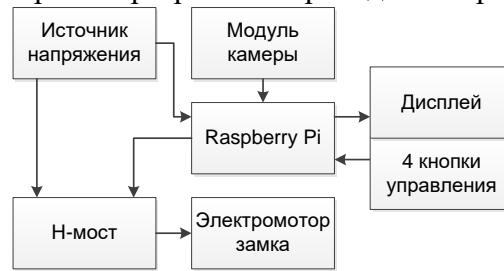 Источник
напряжения
Модуль
камеры
Raspberry Pi
Дисплей
4 кнопки
управления
Н-мост
Электромотор
замка